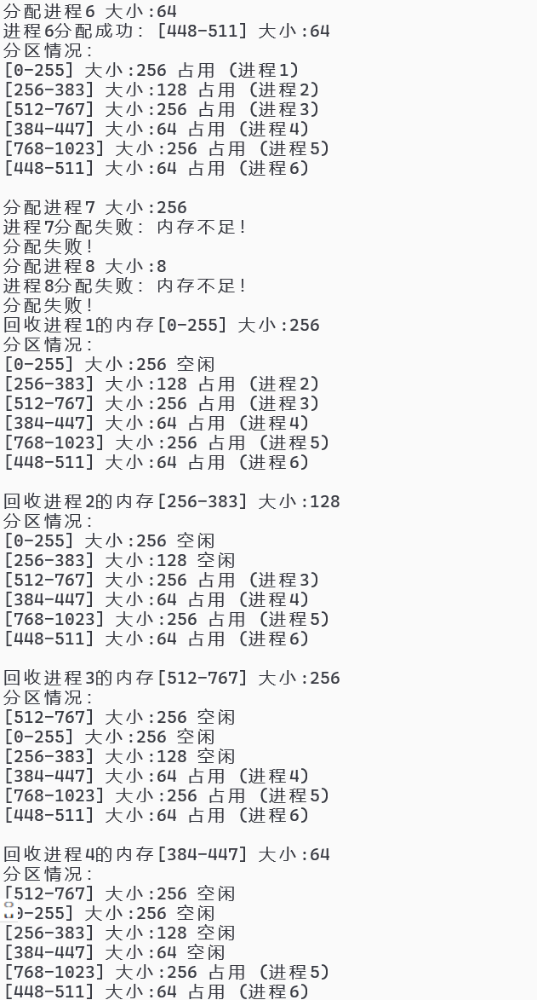 分配进程6 大小:64
进程6分配成功: [448-511] 大小:64
分区情况:
[0-255] 大小:256 占用 (进程1)
[256-383] 大小:128 占用 (进程2)
[512-767] 大小:256 占用 (进程3)
[384-447] 大小:64 占用 (进程4)
[768-1023] 大小:256 占用 (进程5)
[448-511] 大小:64 占用 (进程6)

分配进程7 大小:256
进程7分配失败: 内存不足!
分配失败!
分配进程8 大小:8
进程8分配失败: 内存不足!
分配失败!
回收进程1的内存[0-255] 大小:256
分区情况:
[0-255] 大小:256 空闲
[256-383] 大小:128 占用 (进程2)
[512-767] 大小:256 占用 (进程3)
[384-447] 大小:64 占用 (进程4)
[768-1023] 大小:256 占用 (进程5)
[448-511] 大小:64 占用 (进程6)

回收进程2的内存[256-383] 大小:128
分区情况:
[0-255] 大小:256 空闲
[256-383] 大小:128 空闲
[512-767] 大小:256 占用 (进程3)
[384-447] 大小:64 占用 (进程4)
[768-1023] 大小:256 占用 (进程5)
[448-511] 大小:64 占用 (进程6)

回收进程3的内存[512-767] 大小:256
分区情况:
[512-767] 大小:256 空闲
[0-255] 大小:256 空闲
[256-383] 大小:128 空闲
[384-447] 大小:64 占用 (进程4)
[768-1023] 大小:256 占用 (进程5)
[448-511] 大小:64 占用 (进程6)

回收进程4的内存[384-447] 大小:64
分区情况:
[512-767] 大小:256 空闲
0-255] 大小:256 空闲
[256-383] 大小:128 空闲
[384-447] 大小:64 空闲
[768-1023] 大小:256 占用 (进程5)
[448-511] 大小:64 占用 (进程6)